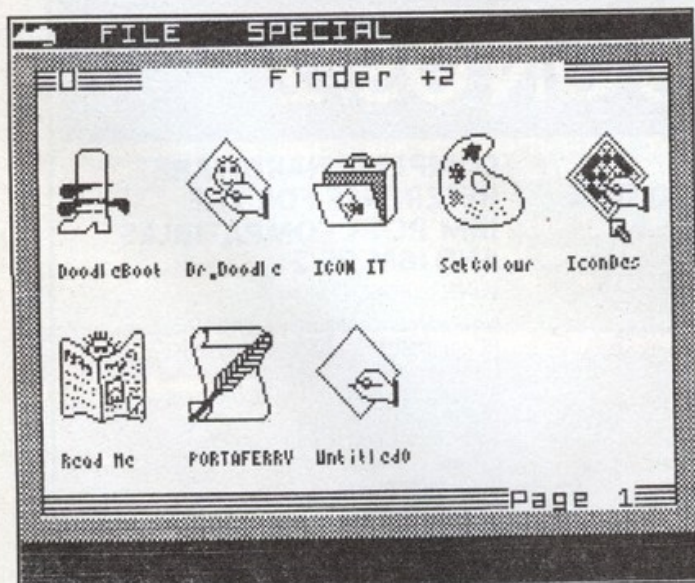 FILE SPECIAL
Finder +2
DoodleBoot Dr.Doodle ICON IT SetColour IconDes
Read Me PORTAFERRY Untitled0
Page 1